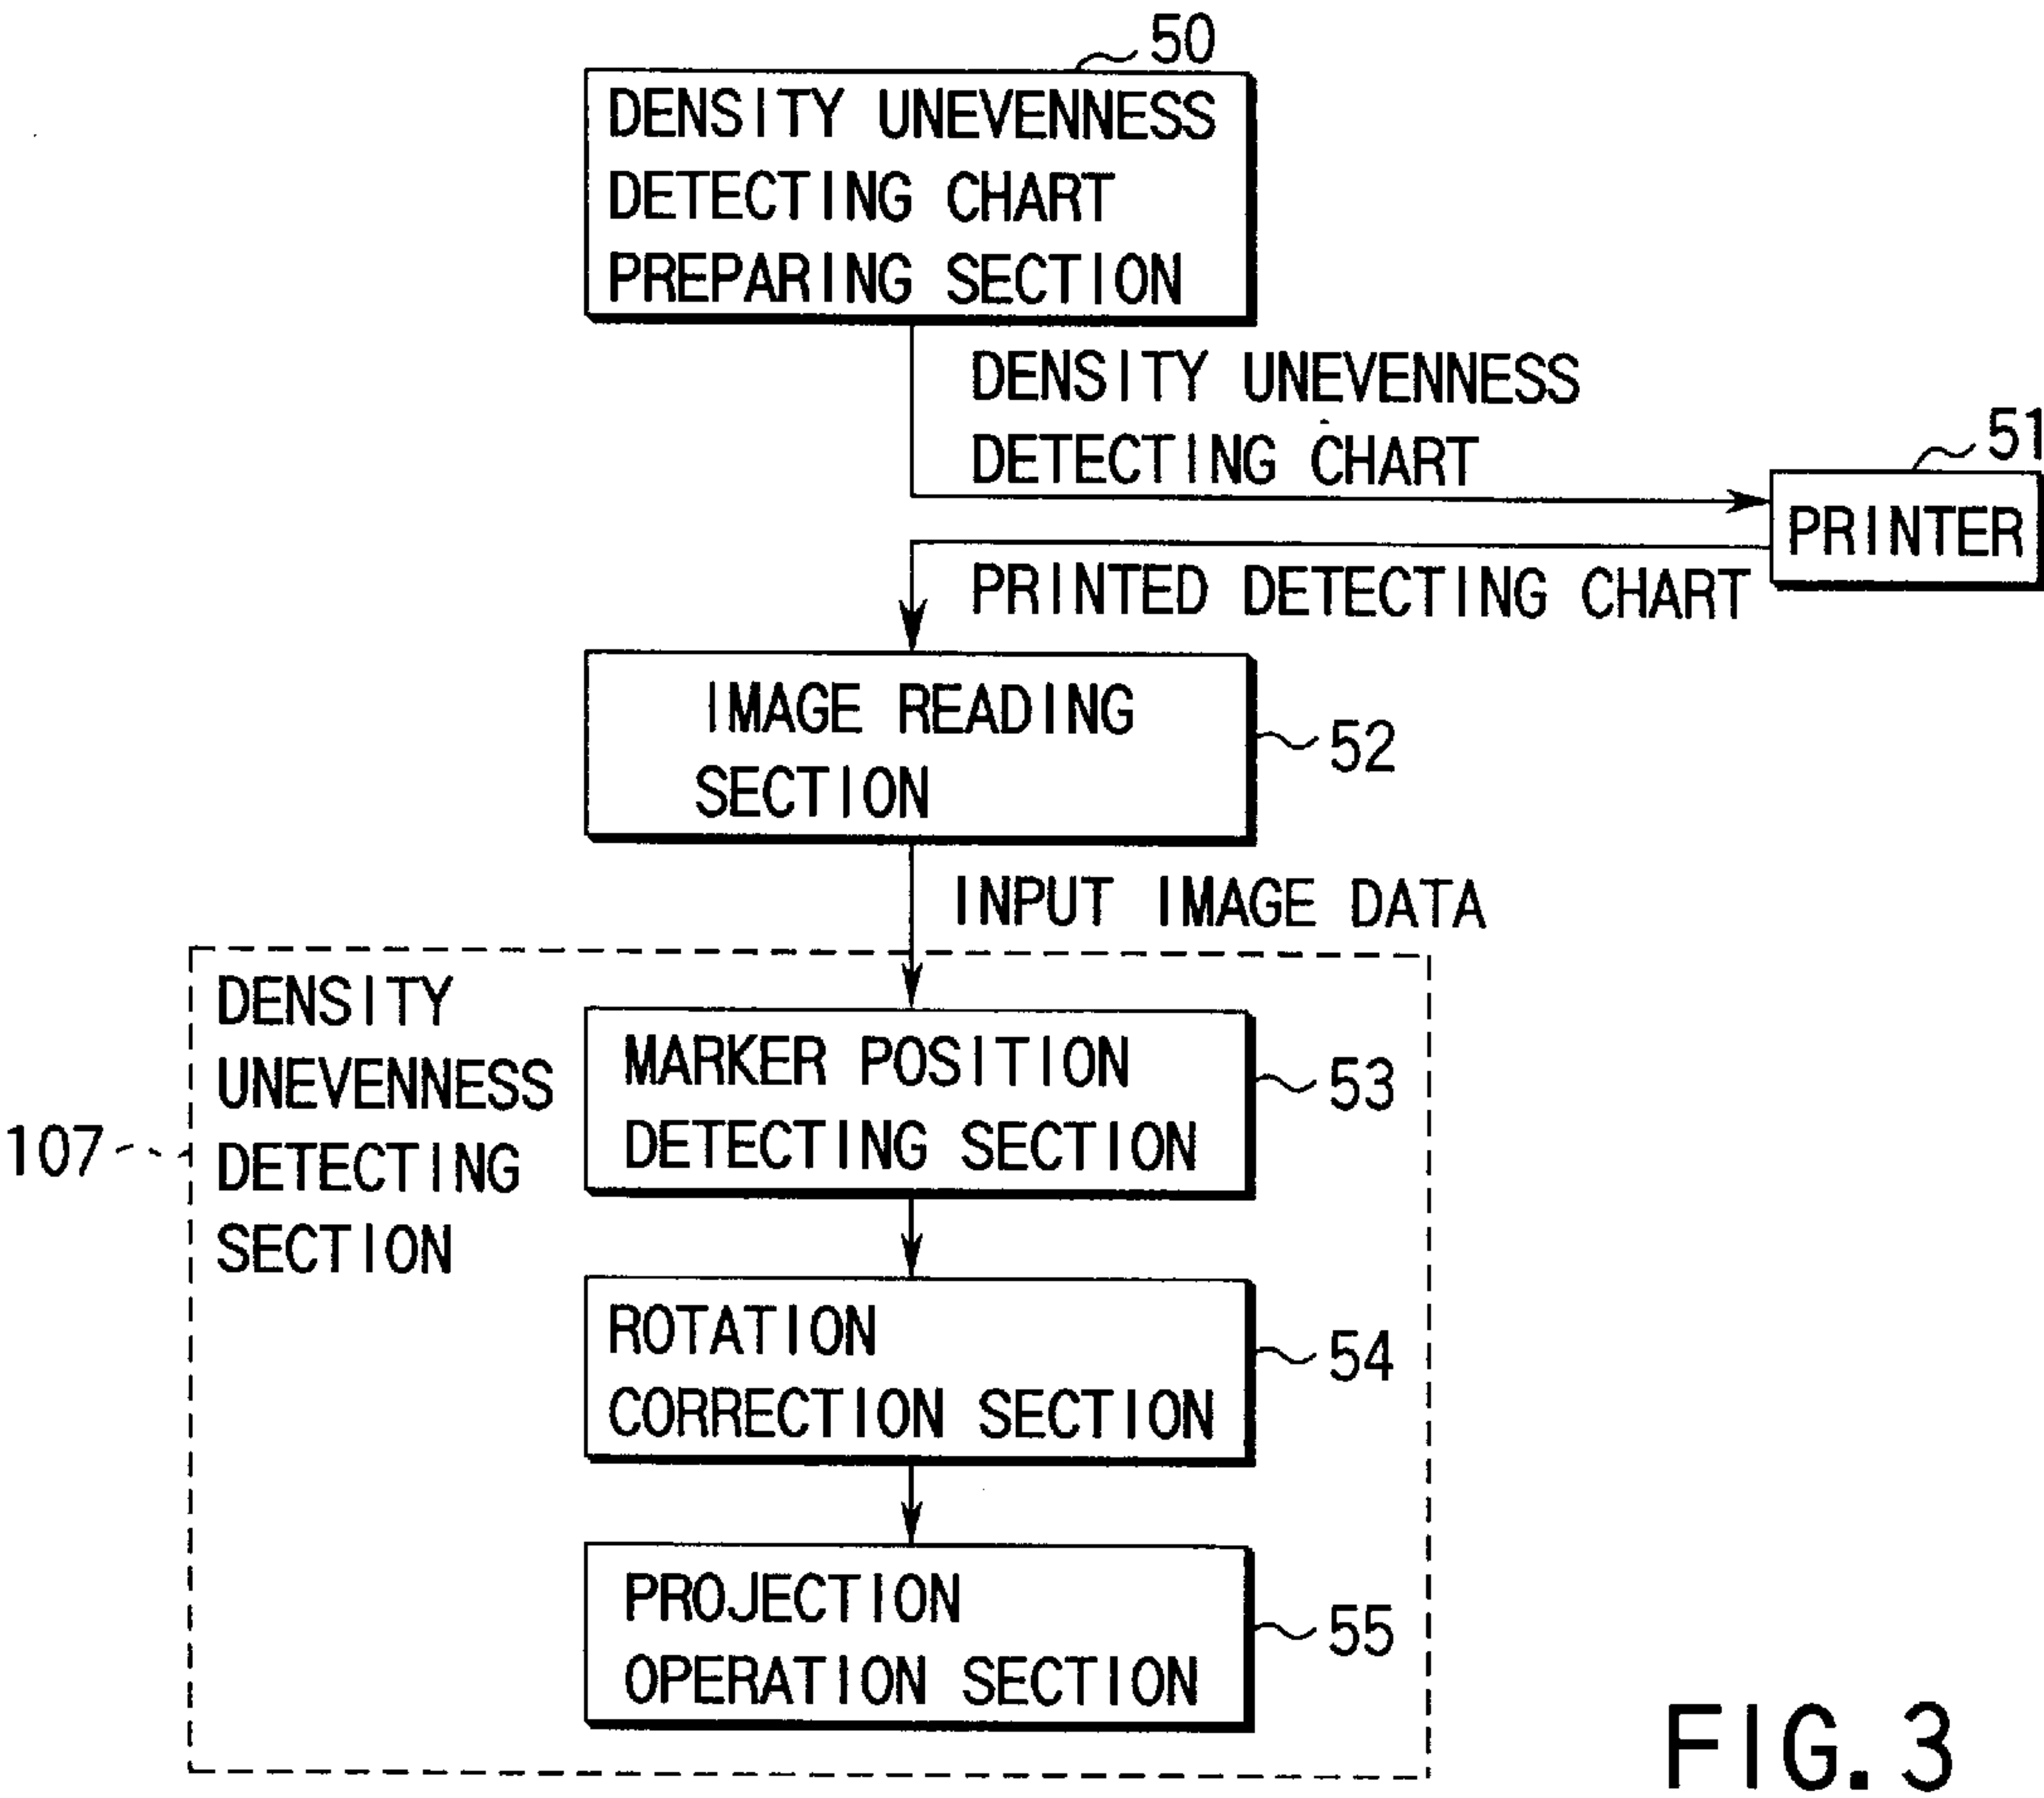 50
DENSITY UNEVENNESS
DETECTING CHART
PREPARING SECTION
DENSITY UNEVENNESS
DETECTING CHART
51
PRINTER
PRINTED DETECTING CHART
IMAGE READING
SECTION
52
INPUT IMAGE DATA
DENSITY
UNEVENNESS
DETECTING
SECTION
107
MARKER POSITION
DETECTING SECTION
53
ROTATION
CORRECTION SECTION
54
PROJECTION
OPERATION SECTION
55
FIG.3